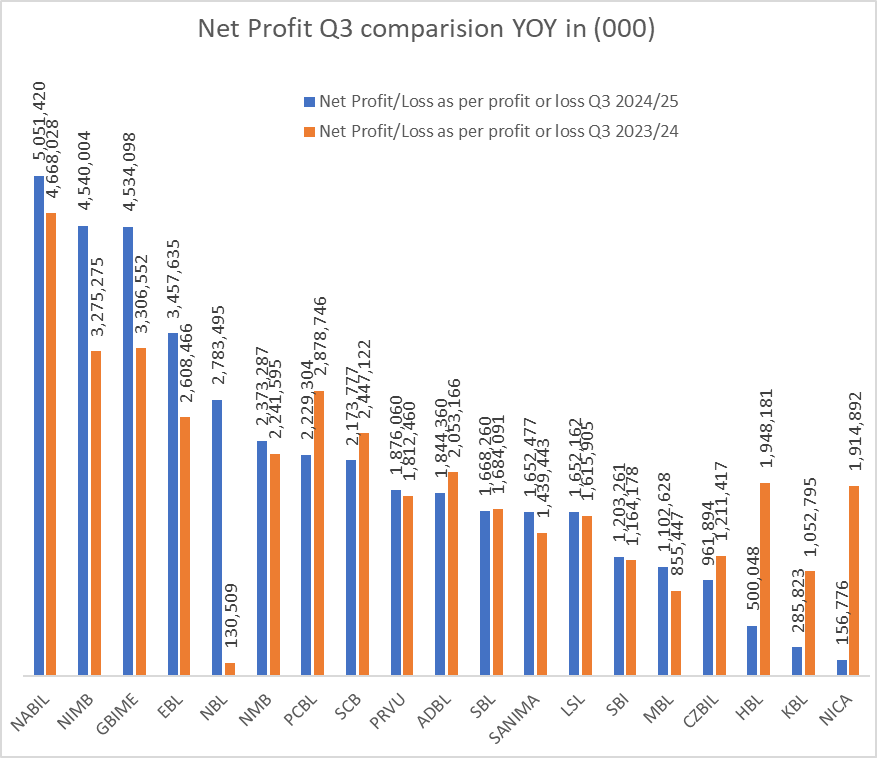 Net Profit Q3 comparision YOY in (000)
Net Profit/Loss as per profit or loss Q3 2024/25
Net Profit/Loss as per profit or loss Q3 2023/24
5,051,420
4,668,028
4,540,004
3,275,275
4,534,098
3,306,552
3,457,635
2,608,466
2,783,495
130,509
2,373,287
2,241,595
2,229,304
2,878,746
2,173,777
2,447,122
1,876,060
1,812,460
1,844,360
2,053,166
1,668,260
1,684,091
1,652,477
1,439,443
1,652,162
1,615,905
1,203,261
1,164,178
1,102,628
855,447
961,894
1,211,417
500,048
1,948,181
285,823
1,052,795
156,776
1,914,892
NABIL
NIMB
GBIME
EBL
NBL
NMB
PCBL
SCB
PRVU
ADBL
SBL
SANIMA
LSL
SBI
MBL
CZBIL
HBL
KBL
NICA